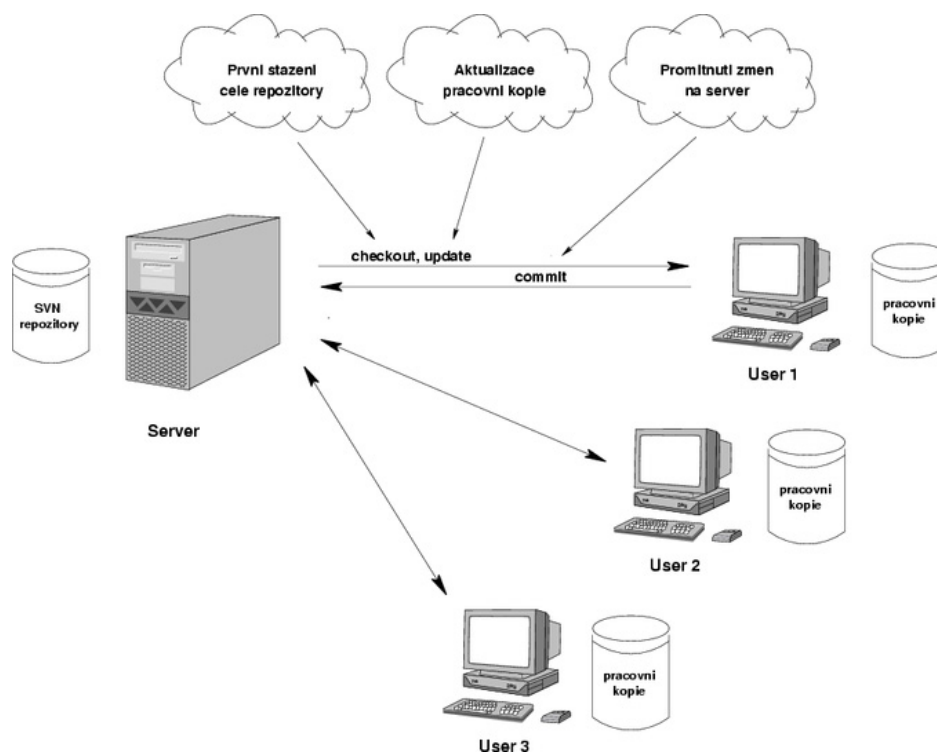 Prvni stazeni
cele repozitory
Aktualizace
pracovni kopie
Promitnuti zmen
na server
checkout, update
commit
SVN
repozitory
Server
pracovni
kopie
User 1
pracovni
kopie
User 2
pracovni
kopie
User 3